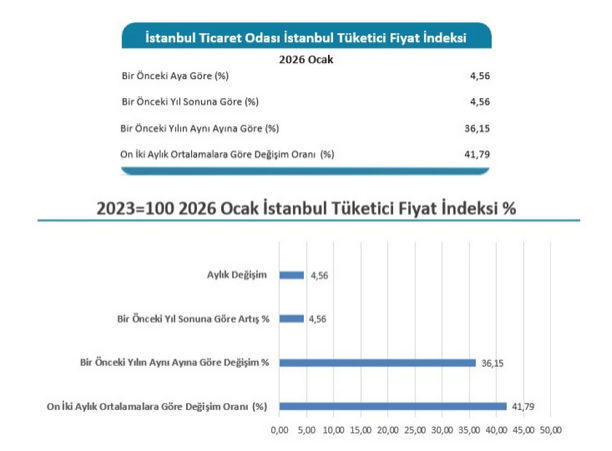 İstanbul Ticaret Odası İstanbul Tüketici Fiyat İndeksi
2026 Ocak
Bir Önceki Aya Göre (%) 4,56
Bir Önceki Yıl Sonuna Göre (%) 4,56
Bir Önceki Yılın Aynı Ayına Göre (%) 36,15
On İki Aylık Ortalamalara Göre Değişim Oranı (%) 41,79
2023=100 2026 Ocak İstanbul Tüketici Fiyat İndeksi %
Aylık Değişim 4,56
Bir Önceki Yıl Sonuna Göre Artış % 4,56
Bir Önceki Yılın Aynı Ayına Göre Değişim % 36,15
On İki Aylık Ortalamalara Göre Değişim Oranı (%) 41,79
0,00 5,00 10,00 15,00 20,00 25,00 30,00 35,00 40,00 45,00 50,00